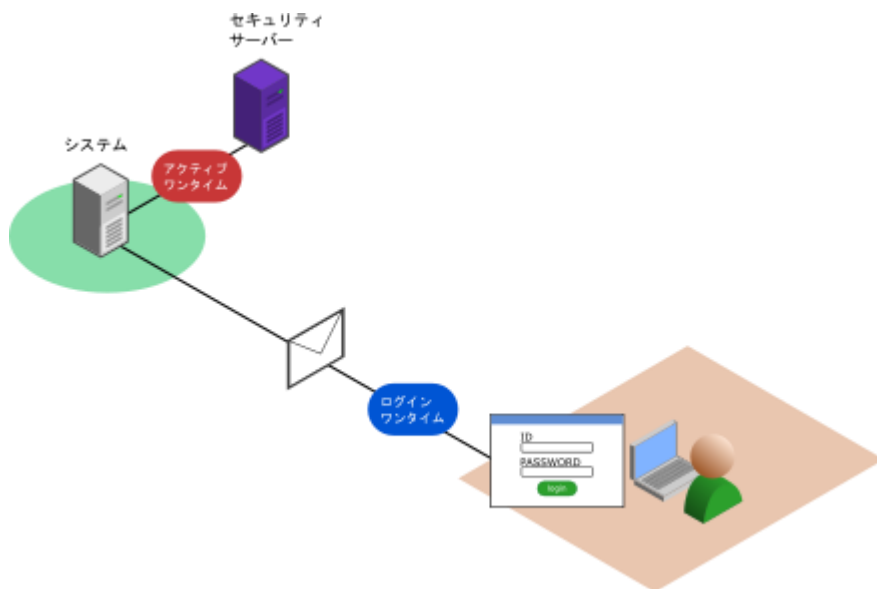 セキュリティ
サーバー
システム
アクティブ
ワンタイム
ログイン
ワンタイム
ID
PASSWORD
login